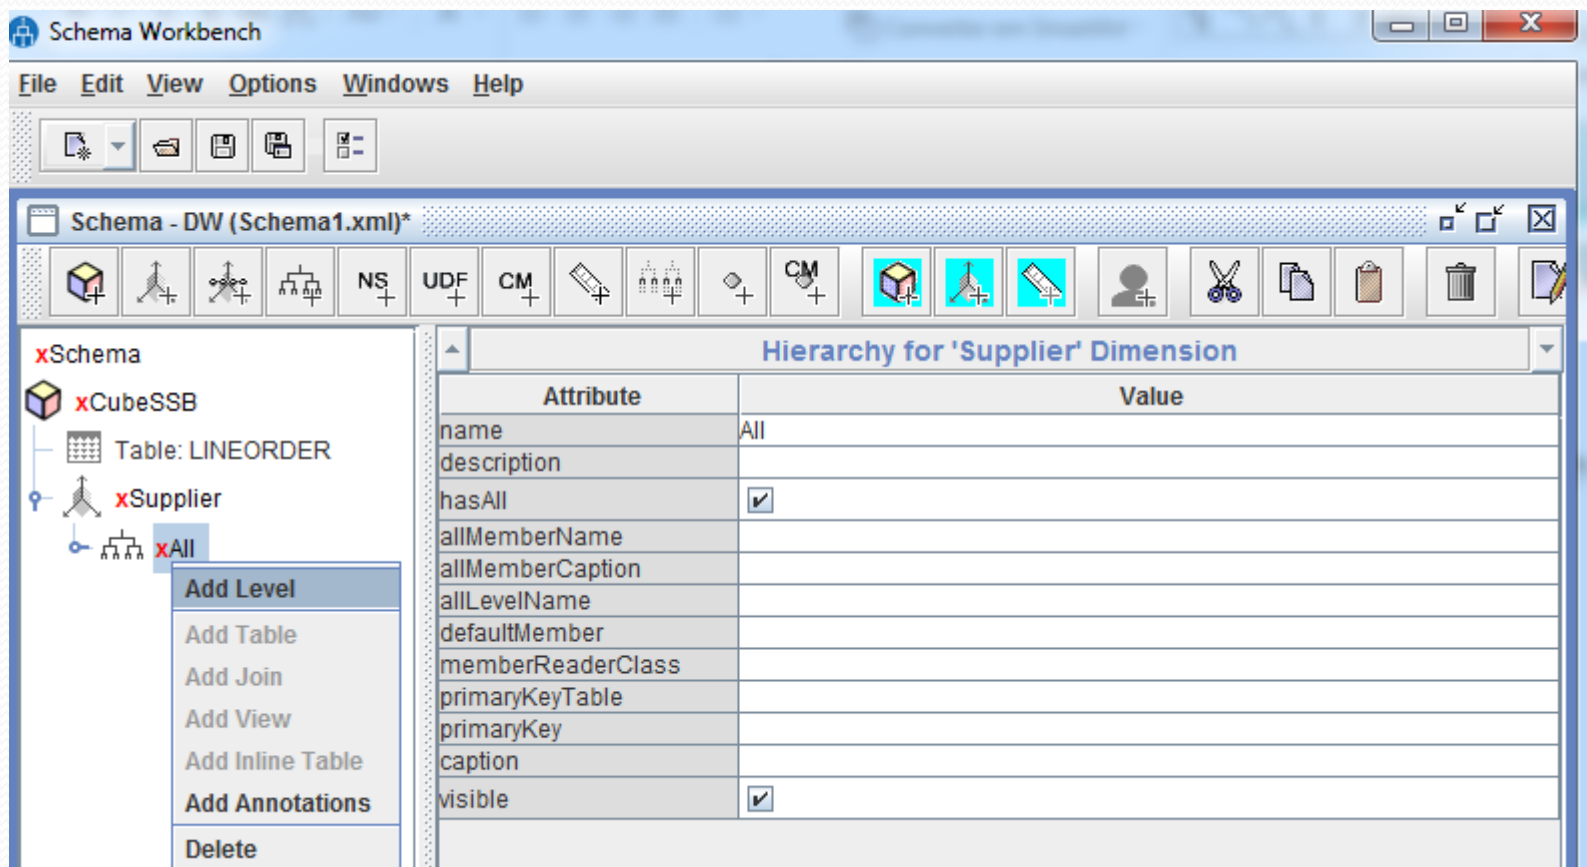 Schema Workbench
File Edit View Options Windows Help
Schema - DW (Schema1.xml)*
NS UDF CM CM
xSchema
xCubeSSB
Table: LINEORDER
xSupplier
xAll
Add Level
Add Table
Add Join
Add View
Add Inline Table
Add Annotations
Delete
Hierarchy for 'Supplier' Dimension
Attribute Value
name All
description
hasAll
allMemberName
allMemberCaption
allLevelName
defaultMember
memberReaderClass
primaryKeyTable
primaryKey
caption
visible